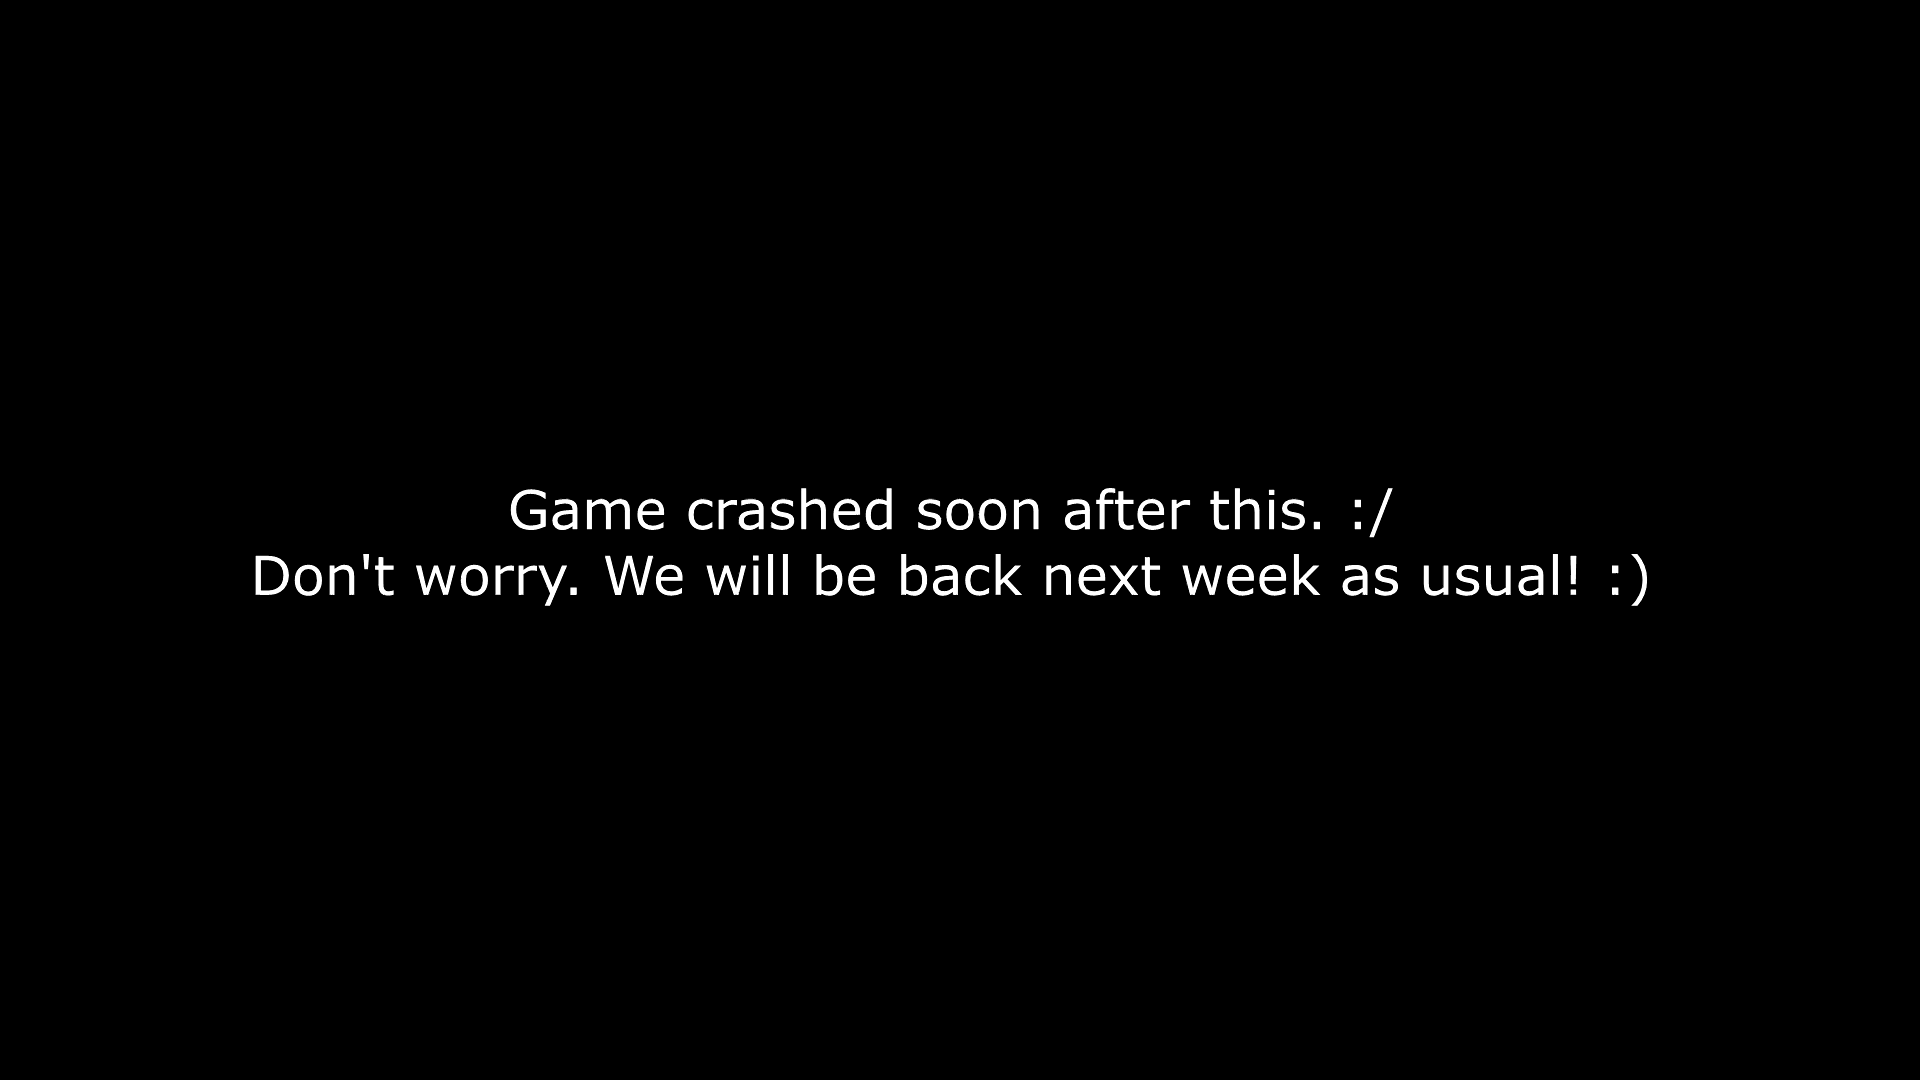 Game crashed soon after this. :/
Don't worry. We will be back next week as usual! :)